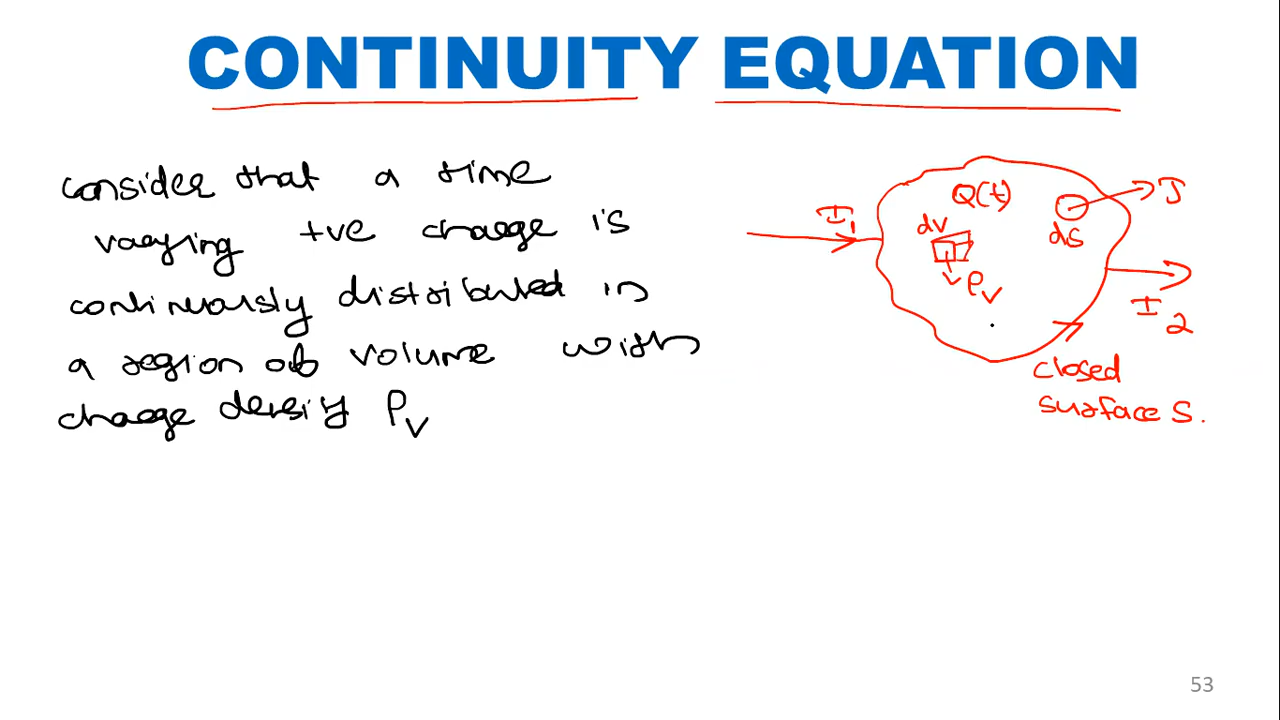 CONTINUITY EQUATION
consider that a time
varying +ve charge is
continuously distributed in
a region of volume with
charge density ρv
I1
Q(t)
J
dv
ds
ρv
I2
closed
surface S.
53